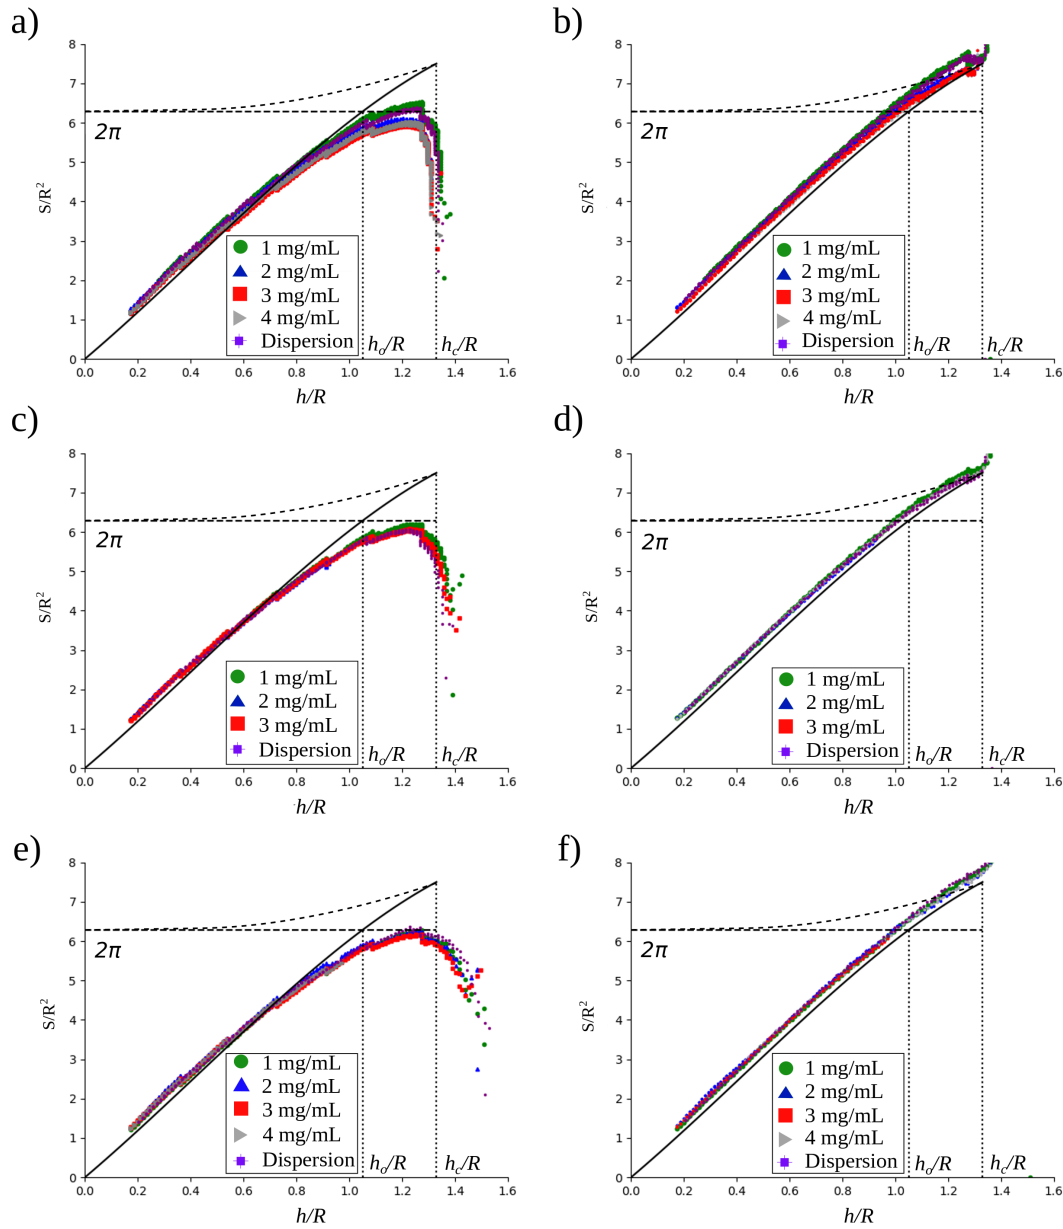 a)
8
7
6
5
4
3
2
1
0
S/R²
2π
1 mg/mL
2 mg/mL
3 mg/mL
4 mg/mL
Dispersion
hₒ/R
h_c/R
0.0 0.2 0.4 0.6 0.8 1.0 1.2 1.4 1.6
h/R
b)
8
7
6
5
4
3
2
1
0
S/R²
2π
1 mg/mL
2 mg/mL
3 mg/mL
4 mg/mL
Dispersion
hₒ/R
h_c/R
0.0 0.2 0.4 0.6 0.8 1.0 1.2 1.4 1.6
h/R
c)
8
7
6
5
4
3
2
1
0
S/R²
2π
1 mg/mL
2 mg/mL
3 mg/mL
Dispersion
hₒ/R
h_c/R
0.0 0.2 0.4 0.6 0.8 1.0 1.2 1.4 1.6
h/R
d)
8
7
6
5
4
3
2
1
0
S/R²
2π
1 mg/mL
2 mg/mL
3 mg/mL
Dispersion
hₒ/R
h_c/R
0.0 0.2 0.4 0.6 0.8 1.0 1.2 1.4 1.6
h/R
e)
8
7
6
5
4
3
2
1
0
S/R²
2π
1 mg/mL
2 mg/mL
3 mg/mL
4 mg/mL
Dispersion
hₒ/R
h_c/R
0.0 0.2 0.4 0.6 0.8 1.0 1.2 1.4 1.6
h/R
f)
8
7
6
5
4
3
2
1
0
S/R²
2π
1 mg/mL
2 mg/mL
3 mg/mL
4 mg/mL
Dispersion
hₒ/R
h_c/R
0.0 0.2 0.4 0.6 0.8 1.0 1.2 1.4 1.6
h/R